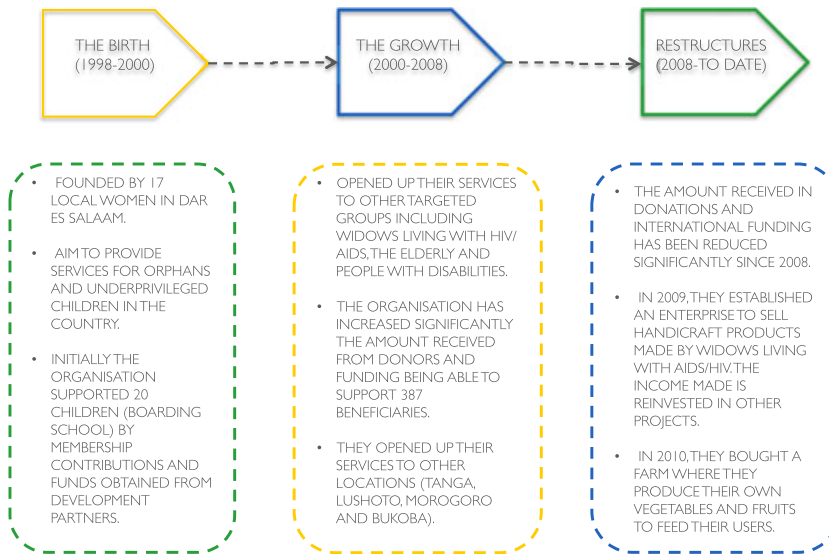 THE BIRTH
(1998-2000)
THE GROWTH
(2000-2008)
RESTRUCTURES
(2008-TO DATE)
• FOUNDED BY 17
LOCAL WOMEN IN DAR
ES SALAAM.
• AIM TO PROVIDE
SERVICES FOR ORPHANS
AND UNDERPRIVILEGED
CHILDREN IN THE
COUNTRY.
• INITIALLY THE
ORGANISATION
SUPPORTED 20
CHILDREN (BOARDING
SCHOOL) BY
MEMBERSHIP
CONTRIBUTIONS AND
FUNDS OBTAINED FROM
DEVELOPMENT
PARTNERS.
• OPENED UP THEIR SERVICES
TO OTHER TARGETED
GROUPS INCLUDING
WIDOWS LIVING WITH HIV/
AIDS, THE ELDERLY AND
PEOPLE WITH DISABILITIES.
• THE ORGANISATION HAS
INCREASED SIGNIFICANTLY
THE AMOUNT RECEIVED
FROM DONORS AND
FUNDING BEING ABLE TO
SUPPORT 387
BENEFICIARIES.
• THEY OPENED UP THEIR
SERVICES TO OTHER
LOCATIONS (TANGA,
LUSHOTO, MOROGORO
AND BUKOBA).
• THE AMOUNT RECEIVED IN
DONATIONS AND
INTERNATIONAL FUNDING
HAS BEEN REDUCED
SIGNIFICANTLY SINCE 2008.
• IN 2009, THEY ESTABLISHED
AN ENTERPRISE TO SELL
HANDICRAFT PRODUCTS
MADE BY WIDOWS LIVING
WITH AIDS/HIV. THE
INCOME MADE IS
REINVESTED IN OTHER
PROJECTS.
• IN 2010, THEY BOUGHT A
FARM WHERE THEY
PRODUCE THEIR OWN
VEGETABLES AND FRUITS
TO FEED THEIR USERS.